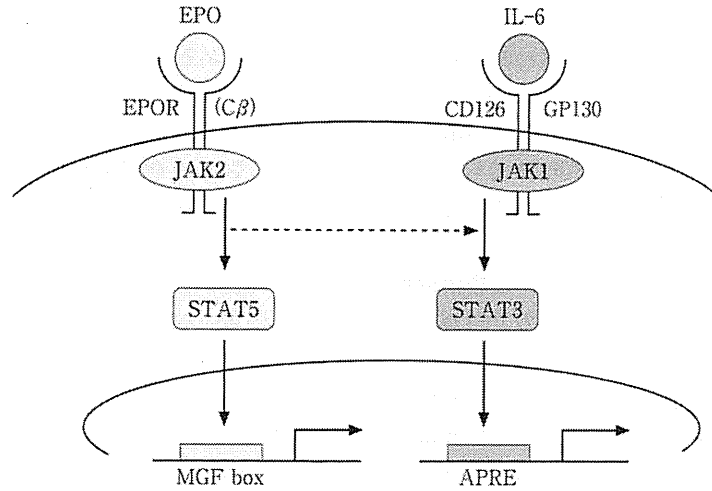 EPO IL-6
EPOR (Cβ) CD126 GP130
JAK2 JAK1
STAT5 STAT3
MGF box APRE